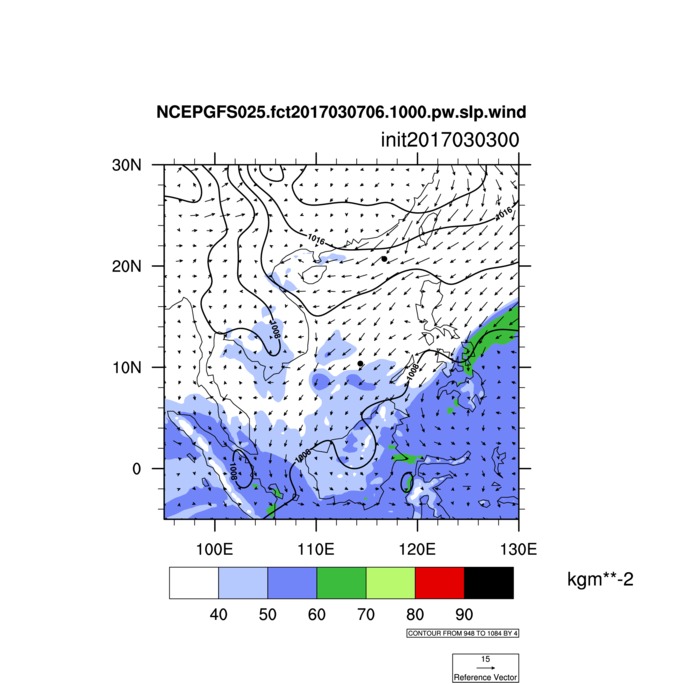 NCEPGFS025.fct2017030706.1000.pw.slp.wind
init2017030300
30N
1016
1016
20N
1008
10N
1008
1008
1008
0
100E 110E 120E 130E
kgm**-2
40 50 60 70 80 90
CONTOUR FROM 948 TO 1084 BY 4
15
Reference Vector